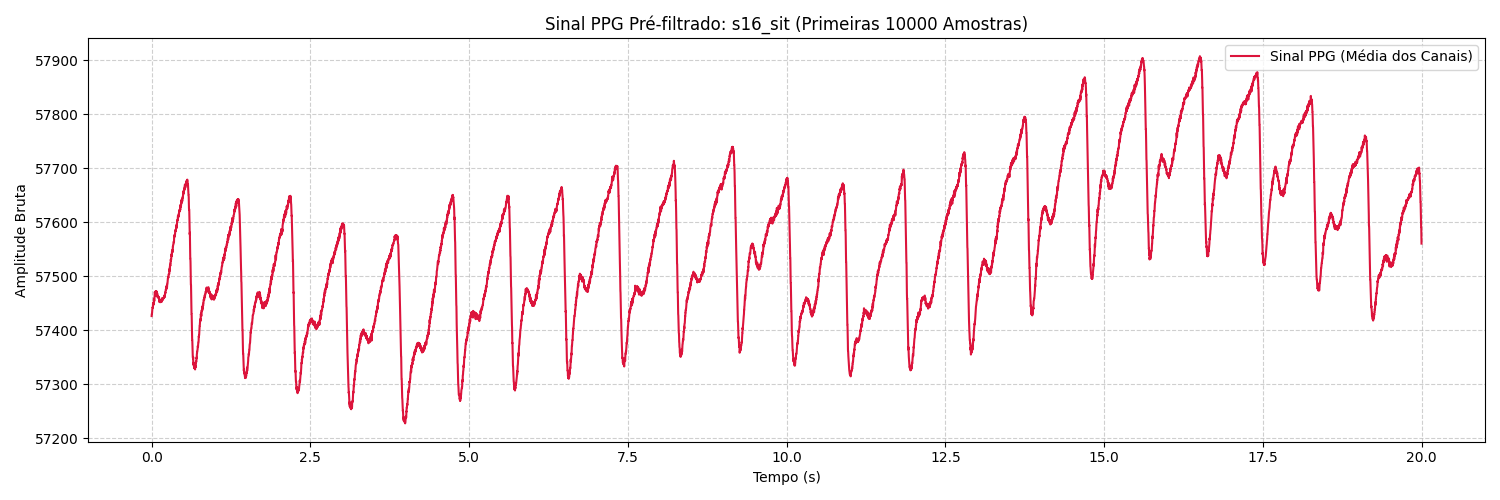 Sinal PPG Pré-filtrado: s16_sit (Primeiras 10000 Amostras)
Sinal PPG (Média dos Canais)
Amplitude Bruta
57900
57800
57700
57600
57500
57400
57300
57200
0.0 2.5 5.0 7.5 10.0 12.5 15.0 17.5 20.0
Tempo (s)